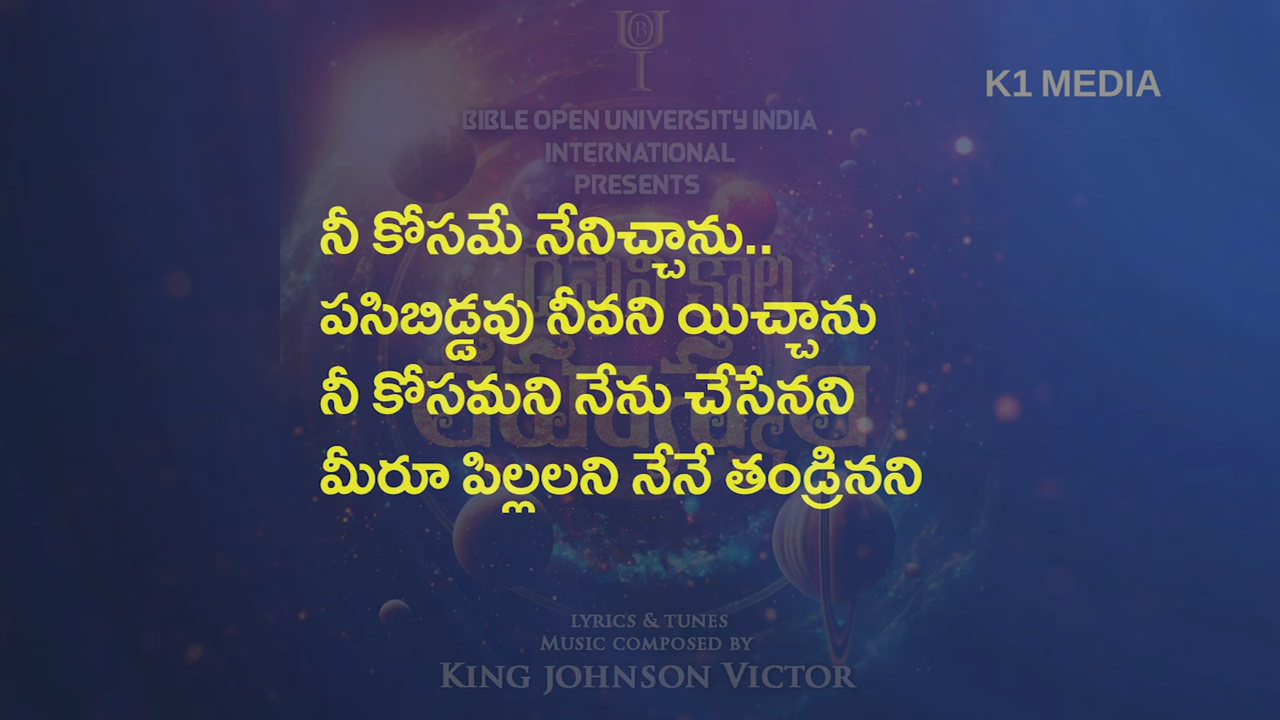 UOBI
K1 MEDIA
BIBLE OPEN UNIVERSITY INDIA
INTERNATIONAL
PRESENTS
నీ కోసమే నేనిచ్చాను..
పసిబిడ్డవు నీవని యిచ్చాను
నీ కోసమని నేను చేసేనని
మీరూ పిల్లలని నేనే తండ్రినని
LYRICS & TUNES
MUSIC COMPOSED BY
KING JOHNSON VICTOR